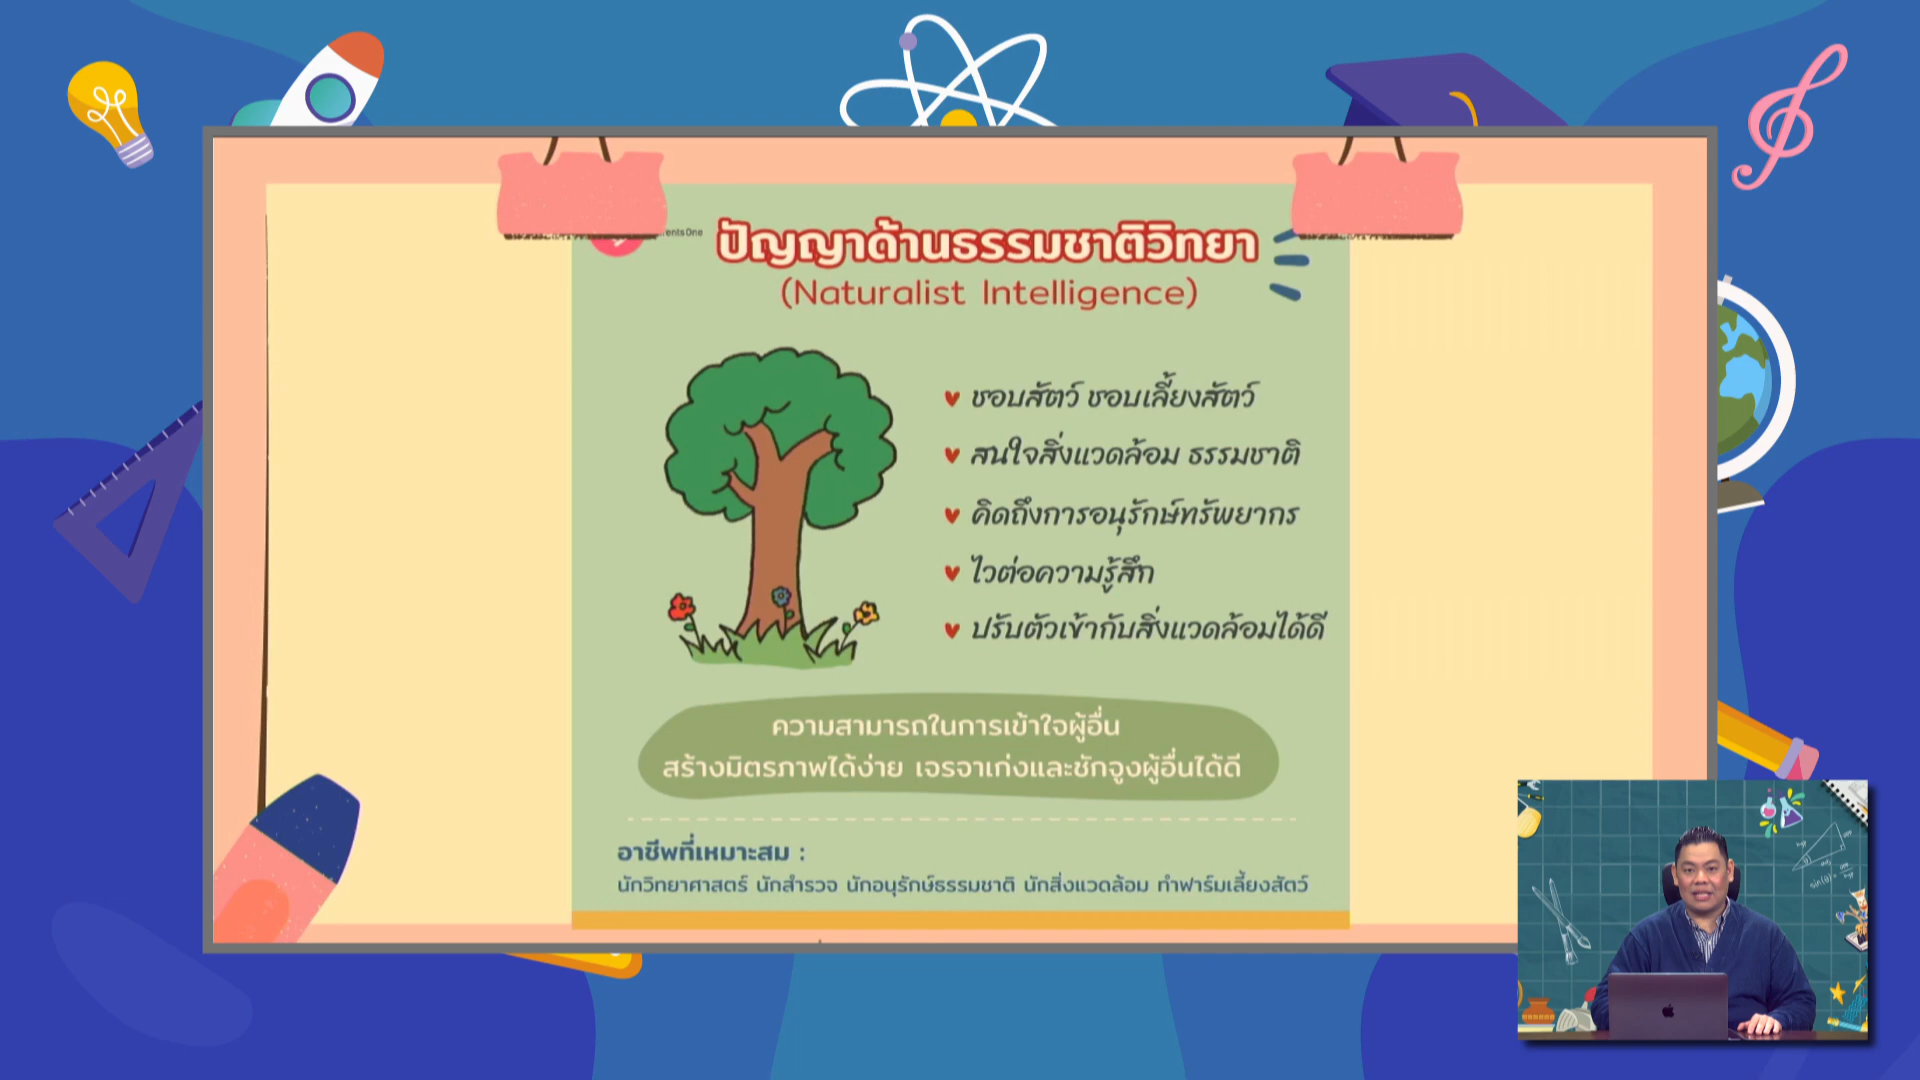 ปัญญาด้านธรรมชาติวิทยา
(Naturalist Intelligence)
ชอบสัตว์ ชอบเลี้ยงสัตว์
สนใจสิ่งแวดล้อม ธรรมชาติ
คิดถึงการอนุรักษ์ทรัพยากร
ไวต่อความรู้สึก
ปรับตัวเข้ากับสิ่งแวดล้อมได้ดี
ความสามารถในการเข้าใจผู้อื่น
สร้างมิตรภาพได้ง่าย เจรจาเก่งและชักจูงผู้อื่นได้ดี
อาชีพที่เหมาะสม :
นักวิทยาศาสตร์ นักสำรวจ นักอนุรักษ์ธรรมชาติ นักสิ่งแวดล้อม ทำฟาร์มเลี้ยงสัตว์